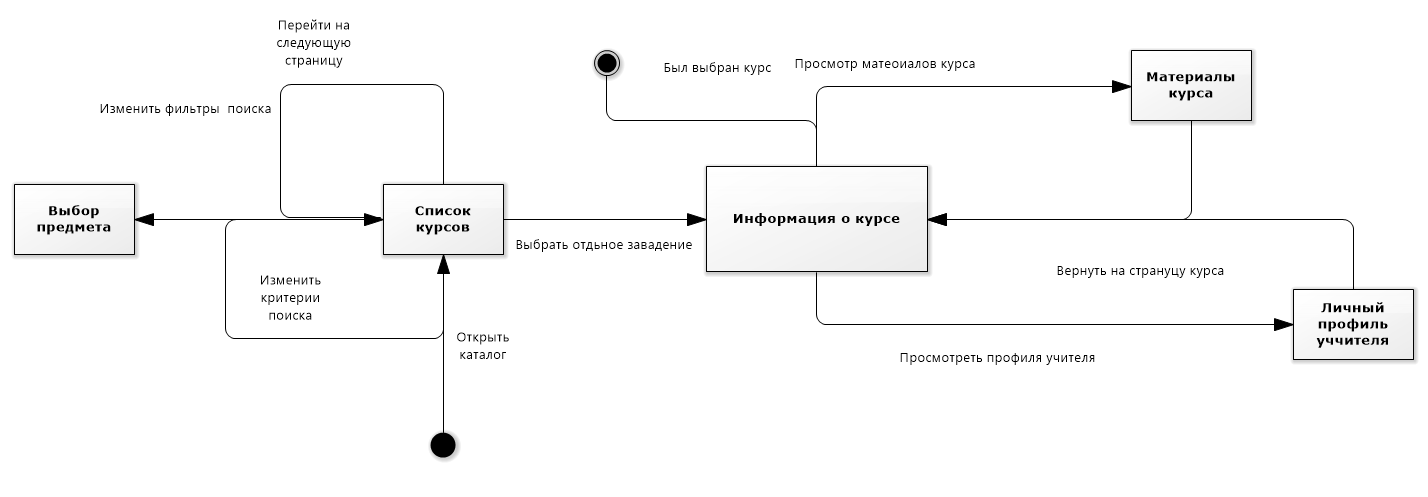 Перейти на
следующую
страницу
Изменить фильтры поиска
Был выбран курс
Просмотр матеоиалов курса
Материалы
курса
Выбор
предмета
Список
курсов
Информация о курсе
Выбрать отдьное завадение
Вернуть на странуцу курса
Изменить
критерии
поиска
Открыть
каталог
Личный
профиль
уччителя
Просмотреть профиля учителя